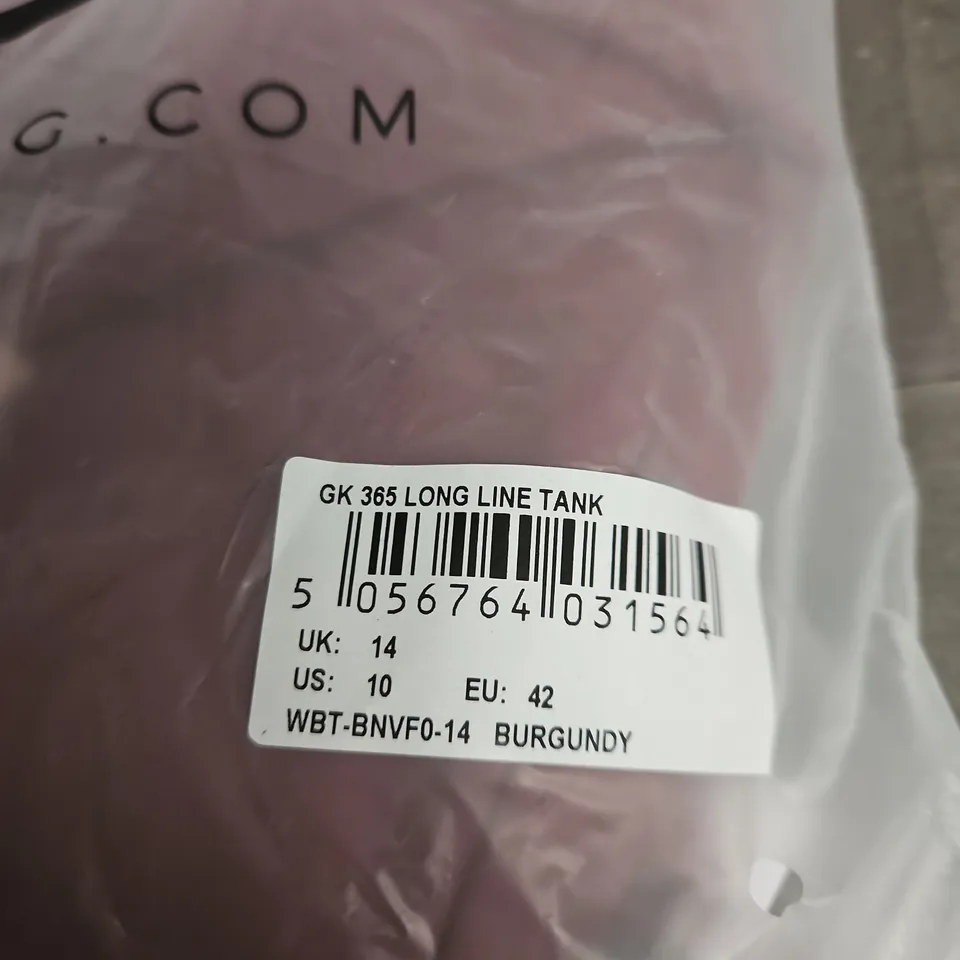 G.COM
GK 365 LONG LINE TANK
5 056764 031564
UK: 14
US: 10 EU: 42
WBT-BNVF0-14 BURGUNDY